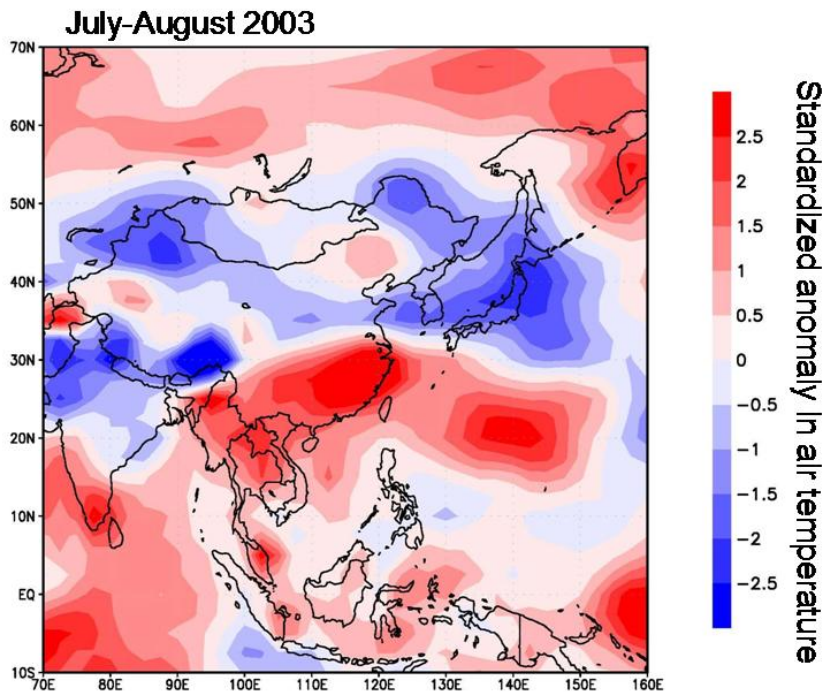 July-August 2003
70N
60N
50N
40N
30N
20N
10N
EQ
10S
70E 80E 90E 100E 110E 120E 130E 140E 150E 160E
2.5
2
1.5
1
0.5
0
−0.5
−1
−1.5
−2
−2.5
Standardized anomaly in air temperature